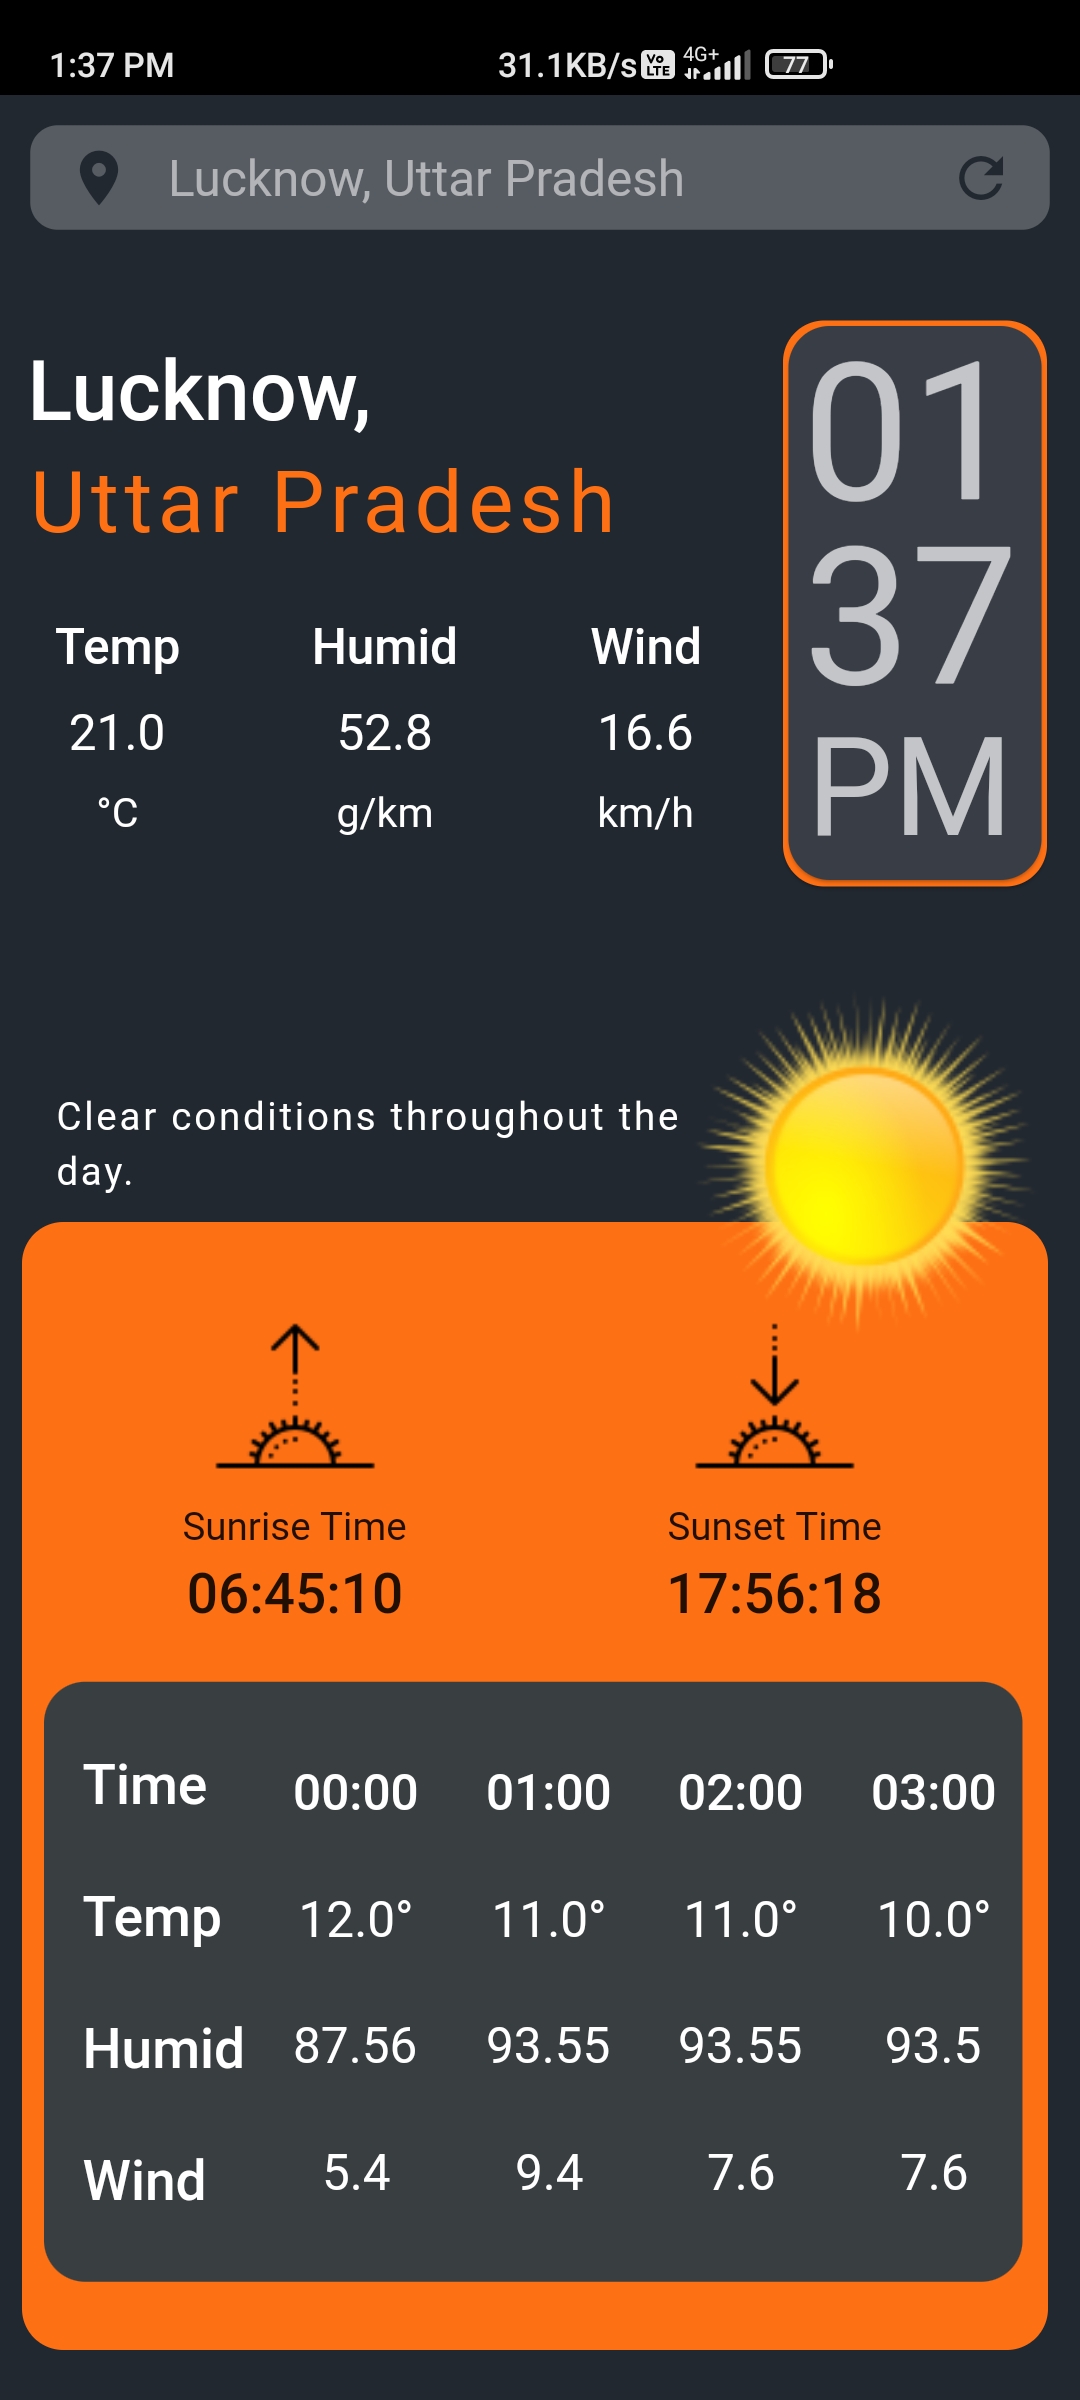 1:37 PM 31.1KB/s Vo LTE 4G+ 77
Lucknow, Uttar Pradesh
Lucknow,
Uttar Pradesh
01
37
PM
Temp Humid Wind
21.0 52.8 16.6
°C g/km km/h
Clear conditions throughout the
day.
Sunrise Time Sunset Time
06:45:10 17:56:18
Time 00:00 01:00 02:00 03:00
Temp 12.0° 11.0° 11.0° 10.0°
Humid 87.56 93.55 93.55 93.5
Wind 5.4 9.4 7.6 7.6